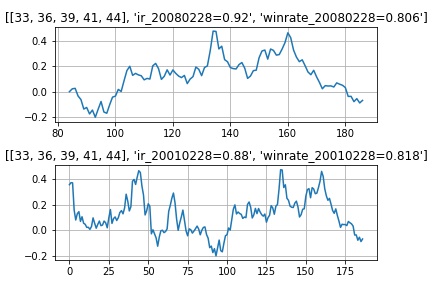 [[33, 36, 39, 41, 44], 'ir_20080228=0.92', 'winrate_20080228=0.806']
0.4
0.2
0.0
−0.2
80 100 120 140 160 180
[[33, 36, 39, 41, 44], 'ir_20010228=0.88', 'winrate_20010228=0.818']
0.4
0.2
0.0
−0.2
0 25 50 75 100 125 150 175